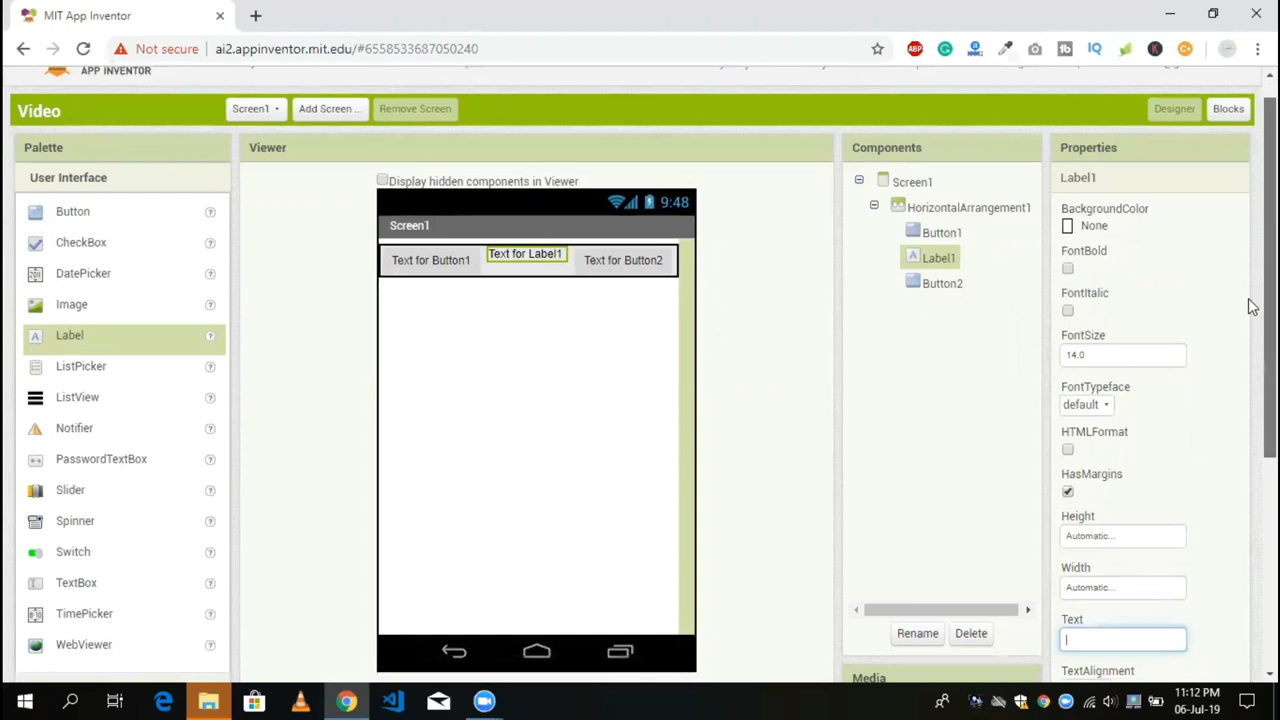 MIT App Inventor
Not secure
ai2.appinventor.mit.edu/#6558533687050240
APP INVENTOR
Video
Screen1
Add Screen ...
Remove Screen
Designer
Blocks
Palette
Viewer
Components
Properties
User Interface
Button
CheckBox
DatePicker
Image
Label
ListPicker
ListView
Notifier
PasswordTextBox
Slider
Spinner
Switch
TextBox
TimePicker
WebViewer
Display hidden components in Viewer
9:48
Screen1
Text for Button1
Text for Label1
Text for Button2
Screen1
HorizontalArrangement1
Button1
Label1
Button2
Rename
Delete
Media
Label1
BackgroundColor
None
FontBold
FontItalic
FontSize
14.0
FontTypeface
default
HTMLFormat
HasMargins
Height
Automatic...
Width
Automatic...
Text
TextAlignment
11:12 PM
06-Jul-19